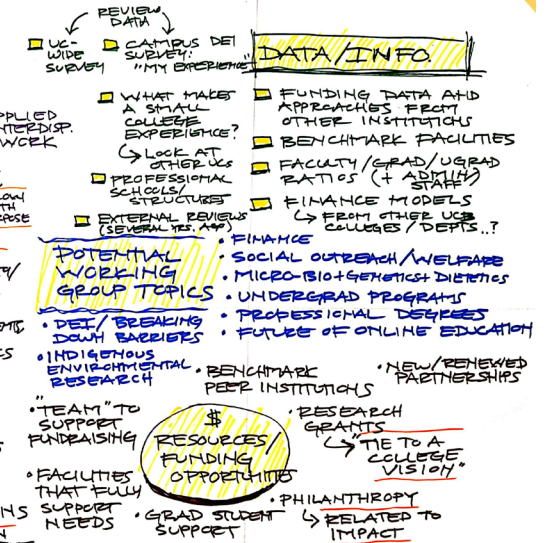 REVIEW
DATA
UC-
WIDE
SURVEY
CAMPUS DEI
SURVEY:
"MY EXPERIENCE"
DATA/INFO.
WHAT MAKES
A SMALL
COLLEGE
EXPERIENCE?
LOOK AT
OTHER UCS
PROFESSIONAL
SCHOOLS/
STRUCTURES
EXTERNAL REVIEWS
(SEVERAL YRS. AGO)
FUNDING DATA AND
APPROACHES FROM
OTHER INSTITUTIONS
BENCHMARK FACILITIES
FACULTY/GRAD/UGRAD
RATIOS (+ ADMIN/
STAFF)
FINANCE MODELS
FROM OTHER UCB
COLLEGES/DEPTS..?
WORK
POTENTIAL
WORKING
GROUP TOPICS
• FINANCE
• SOCIAL OUTREACH/WELFARE
• MICRO-BIO+GENETICS+DIETETICS
• UNDERGRAD PROGRAMS
• PROFESSIONAL DEGREES
• FUTURE OF ONLINE EDUCATION
• DEI/BREAKING
DOWN BARRIERS
• INDIGENOUS
ENVIRONMENTAL
RESEARCH
• BENCHMARK
PEER INSTITUTIONS
• NEW/RENEWED
PARTNERSHIPS
• "TEAM" TO
SUPPORT
FUNDRAISING
$
RESOURCES/
FUNDING
OPPORTUNITIES
• RESEARCH
GRANTS
"TIE TO A
COLLEGE
VISION"
• FACILITIES
THAT FULLY
SUPPORT
NEEDS
• GRAD STUDENT
SUPPORT
• PHILANTHROPY
RELATED TO
IMPACT